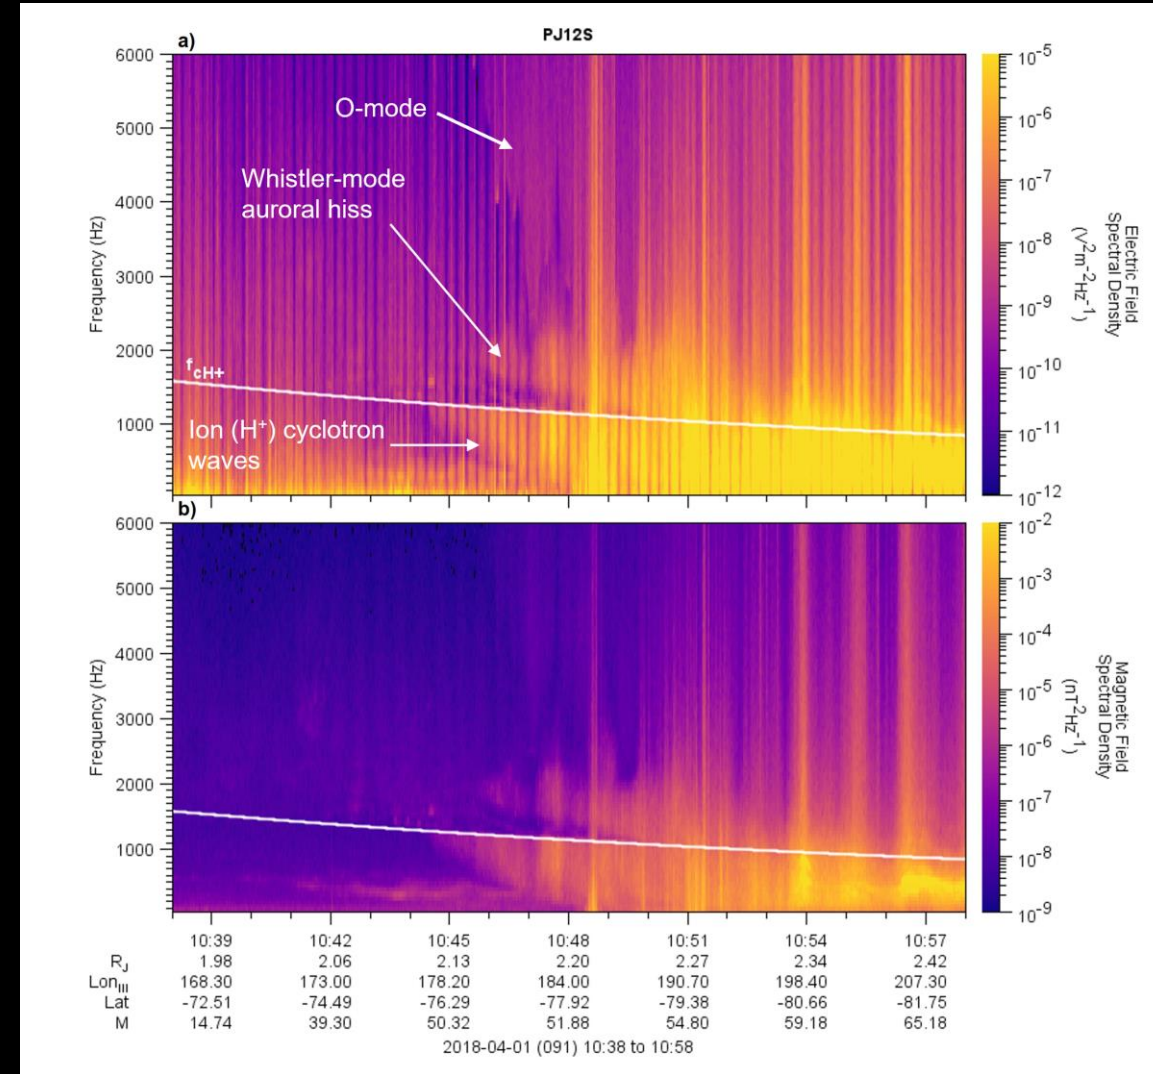 PJ12S
a)
6000
5000
4000
3000
2000
1000
Frequency (Hz)
O-mode
Whistler-mode
auroral hiss
fcH+
Ion (H+) cyclotron
waves
10-5
10-6
10-7
10-8
10-9
10-10
10-11
10-12
Electric Field
Spectral Density
(V2m-2Hz-1)
b)
6000
5000
4000
3000
2000
1000
Frequency (Hz)
10-2
10-3
10-4
10-5
10-6
10-7
10-8
10-9
Magnetic Field
Spectral Density
(nT2Hz-1)
10:39 10:42 10:45 10:48 10:51 10:54 10:57
RJ 1.98 2.06 2.13 2.20 2.27 2.34 2.42
LonIII 168.30 173.00 178.20 184.00 190.70 198.40 207.30
Lat -72.51 -74.49 -76.29 -77.92 -79.38 -80.66 -81.75
M 14.74 39.30 50.32 51.88 54.80 59.18 65.18
2018-04-01 (091) 10:38 to 10:58